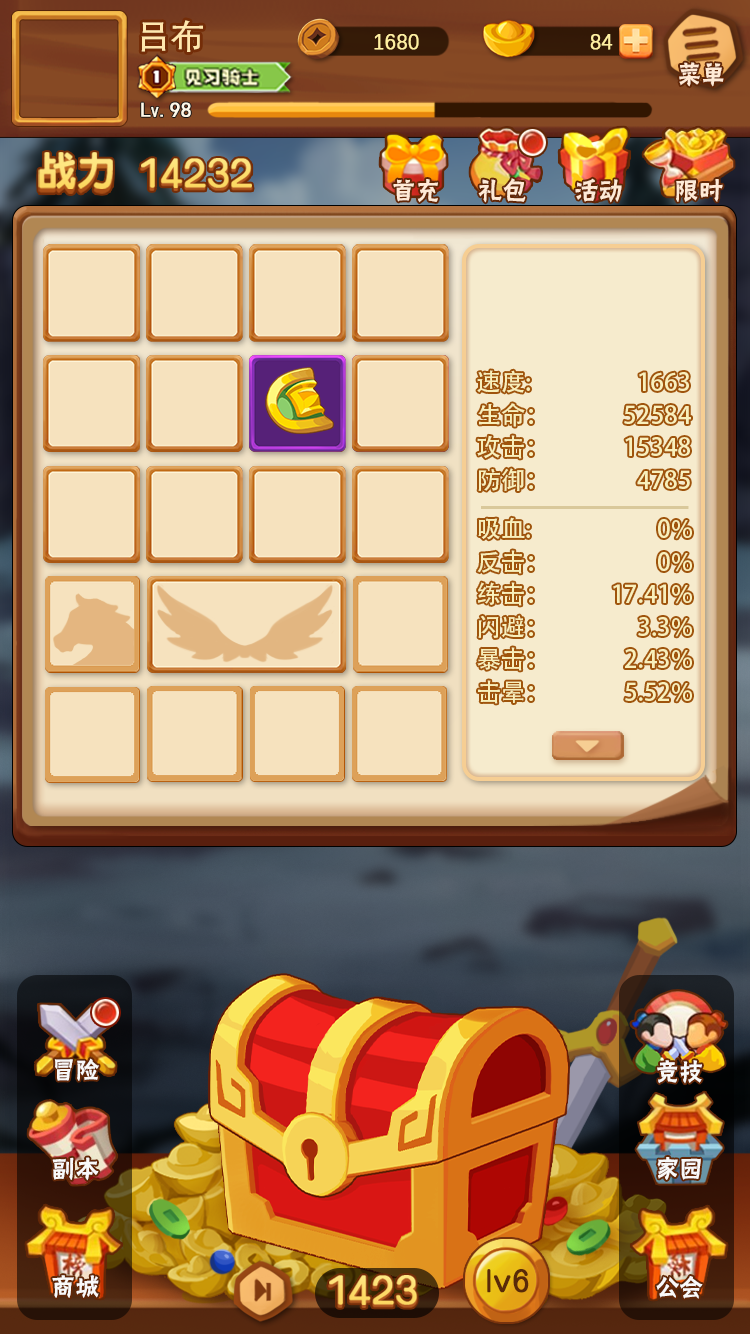 吕布
1680
84
菜单
1 见习骑士
Lv. 98
战力 14232
首充
礼包
活动
限时
速度: 1663
生命: 52584
攻击: 15348
防御: 4785
吸血: 0%
反击: 0%
练击: 17.41%
闪避: 3.3%
暴击: 2.43%
击晕: 5.52%
冒险
竞技
副本
家园
商城
公会
1423
lv6